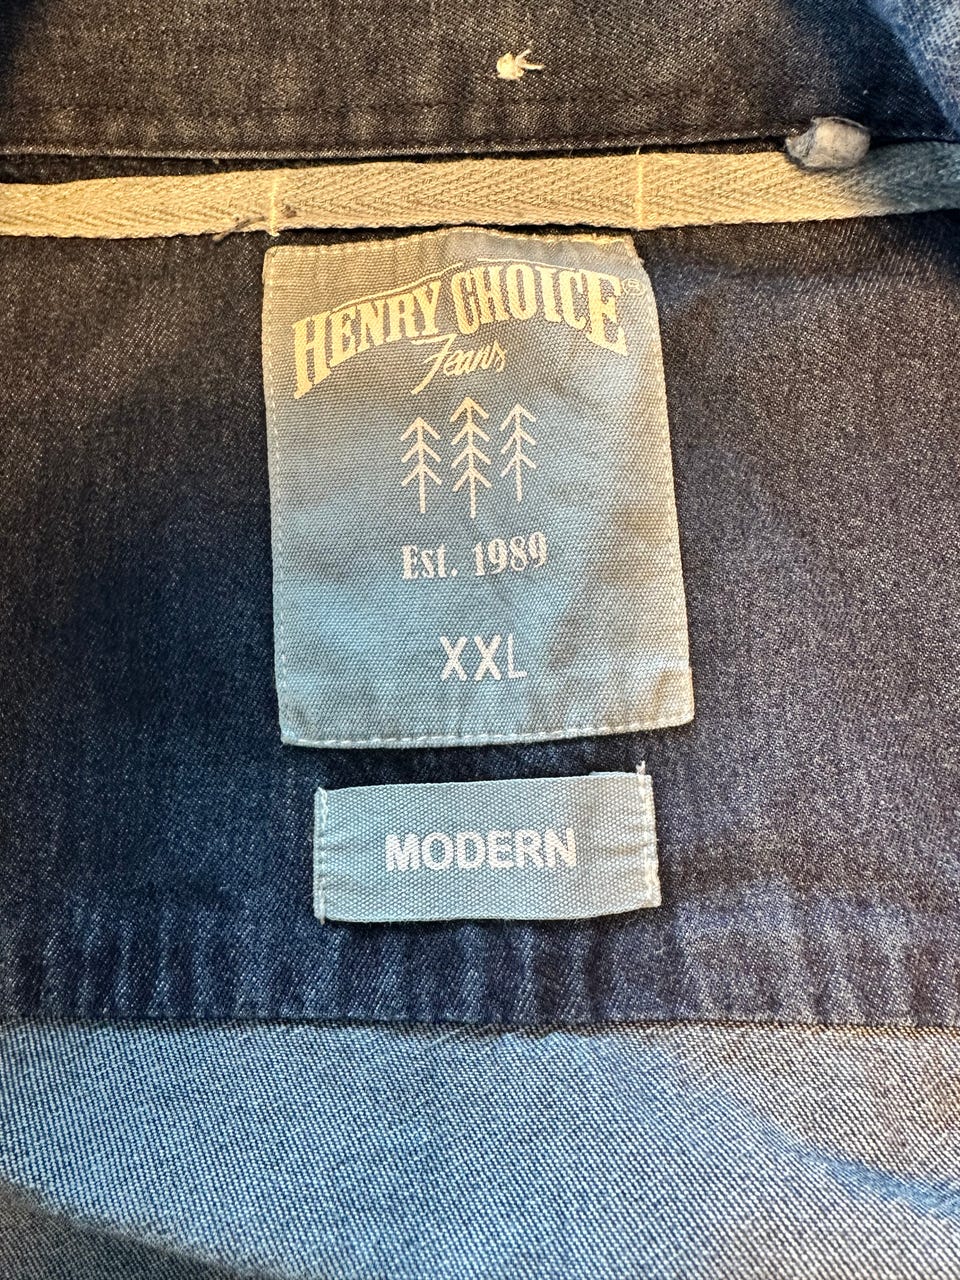 HENRY CHOICE®
Jeans
Est. 1989
XXL
MODERN